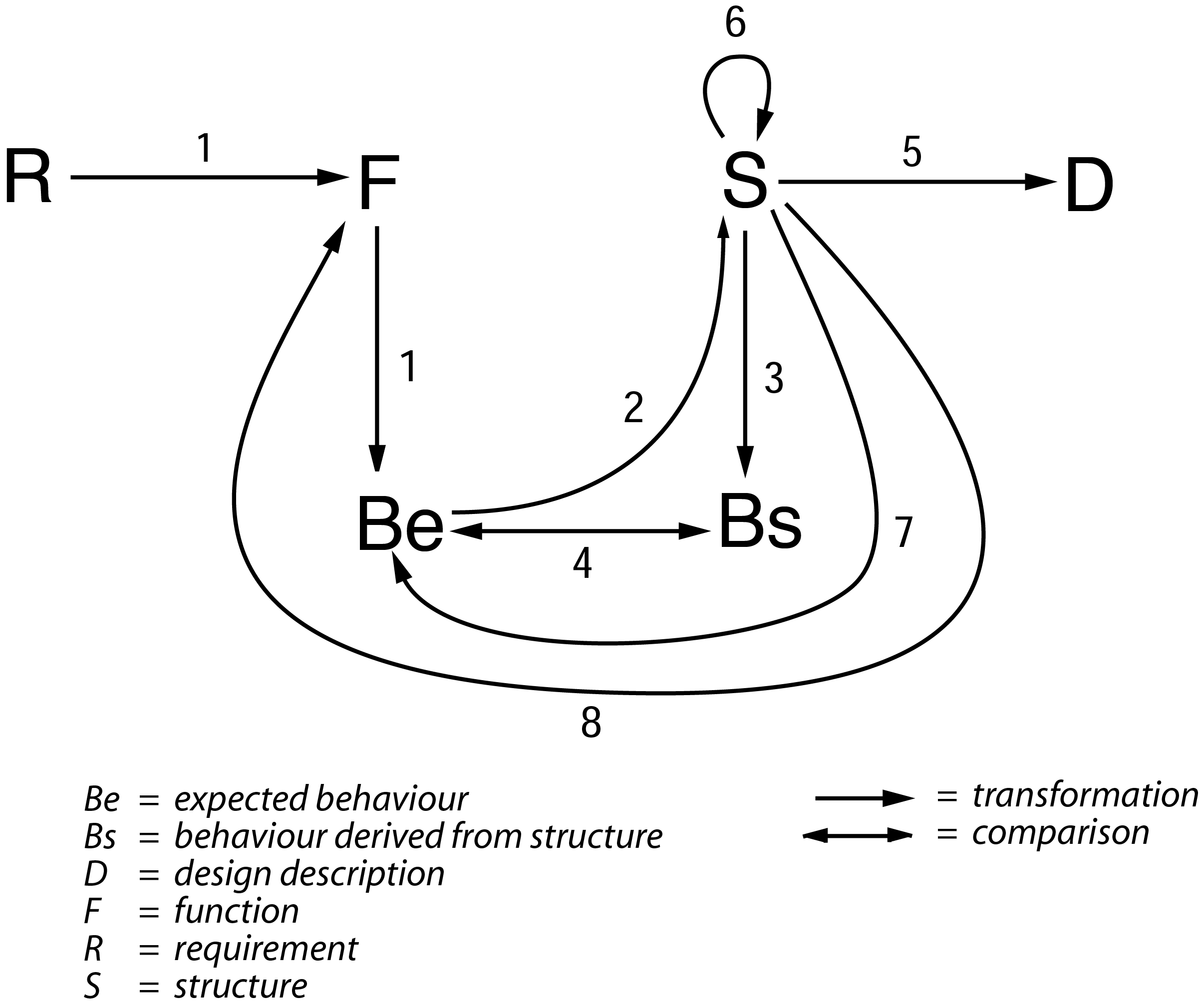 6
R 1 F S 5 D
1
2
3
Be 4 Bs 7
8
Be = expected behaviour
Bs = behaviour derived from structure
D = design description
F = function
R = requirement
S = structure
= transformation
= comparison